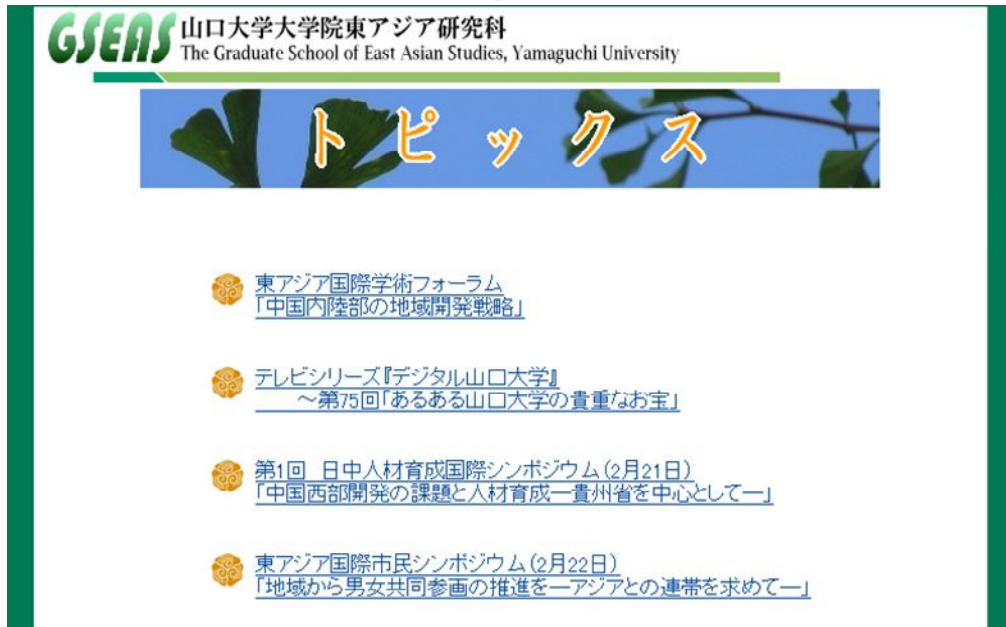 GSEAS
山口大学大学院東アジア研究科
The Graduate School of East Asian Studies, Yamaguchi University
トピックス
東アジア国際学術フォーラム
「中国内陸部の地域開発戦略」
テレビシリーズ『デジタル山口大学』
～第75回「あるある山口大学の貴重なお宝」
第1回　日中人材育成国際シンポジウム(2月21日)
「中国西部開発の課題と人材育成―貴州省を中心として―」
東アジア国際市民シンポジウム(2月22日)
「地域から男女共同参画の推進を―アジアとの連帯を求めて―」